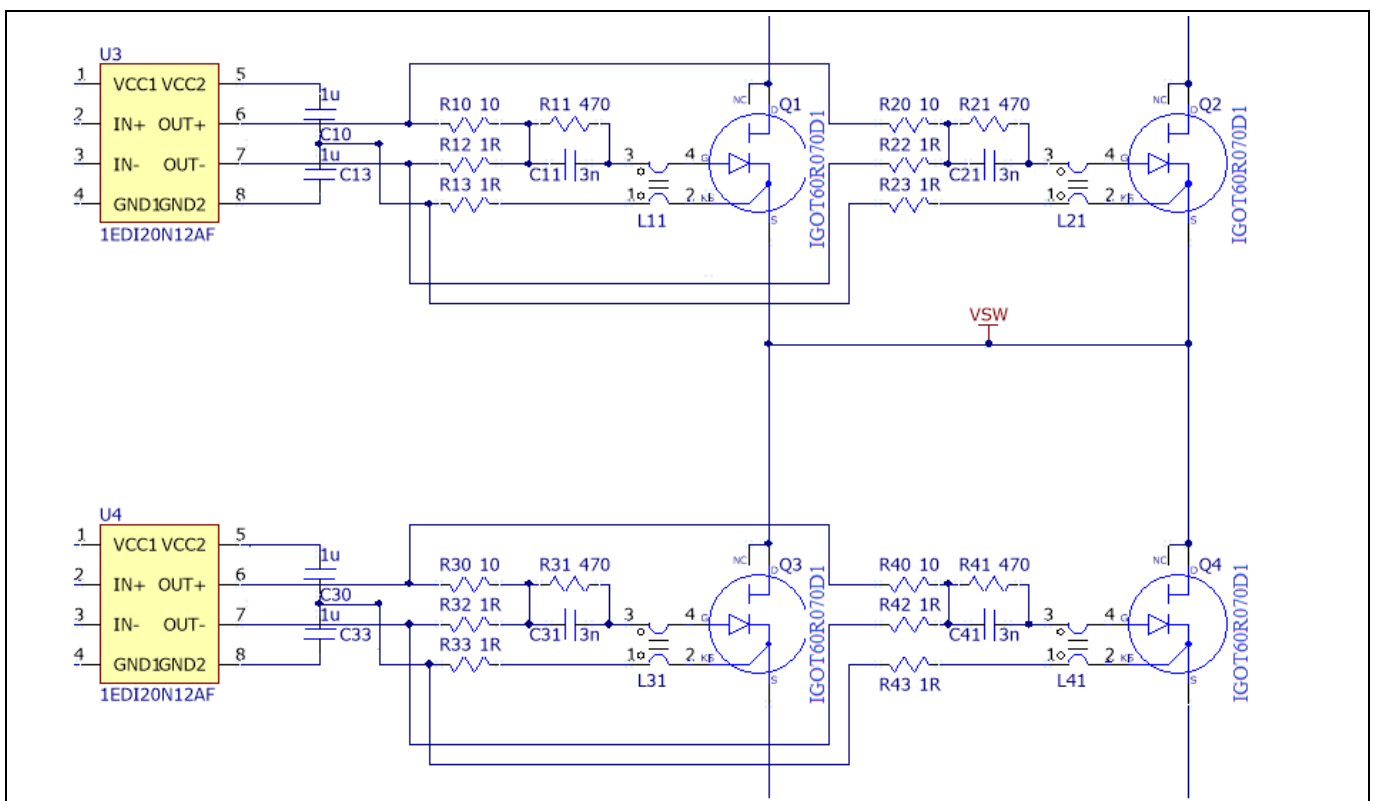 U3
1 VCC1 VCC2 5
2 IN+ OUT+ 6
3 IN- OUT- 7
4 GND1GND2 8
1EDI20N12AF
1u
C10
1u
C13
R10 10
R11 470
R12 1R
C11 3n
R13 1R
3 4
1 2
L11
NC
D
G
KS
S
Q1
IGOT60R070D1
R20 10
R21 470
R22 1R
C21 3n
R23 1R
3 4
1 2
L21
NC
D
G
KS
S
Q2
IGOT60R070D1
VSW
U4
1 VCC1 VCC2 5
2 IN+ OUT+ 6
3 IN- OUT- 7
4 GND1GND2 8
1EDI20N12AF
1u
C30
1u
C33
R30 10
R31 470
R32 1R
C31 3n
R33 1R
3 4
1 2
L31
NC
D
G
KS
S
Q3
IGOT60R070D1
R40 10
R41 470
R42 1R
C41 3n
R43 1R
3 4
1 2
L41
NC
D
G
KS
S
Q4
IGOT60R070D1